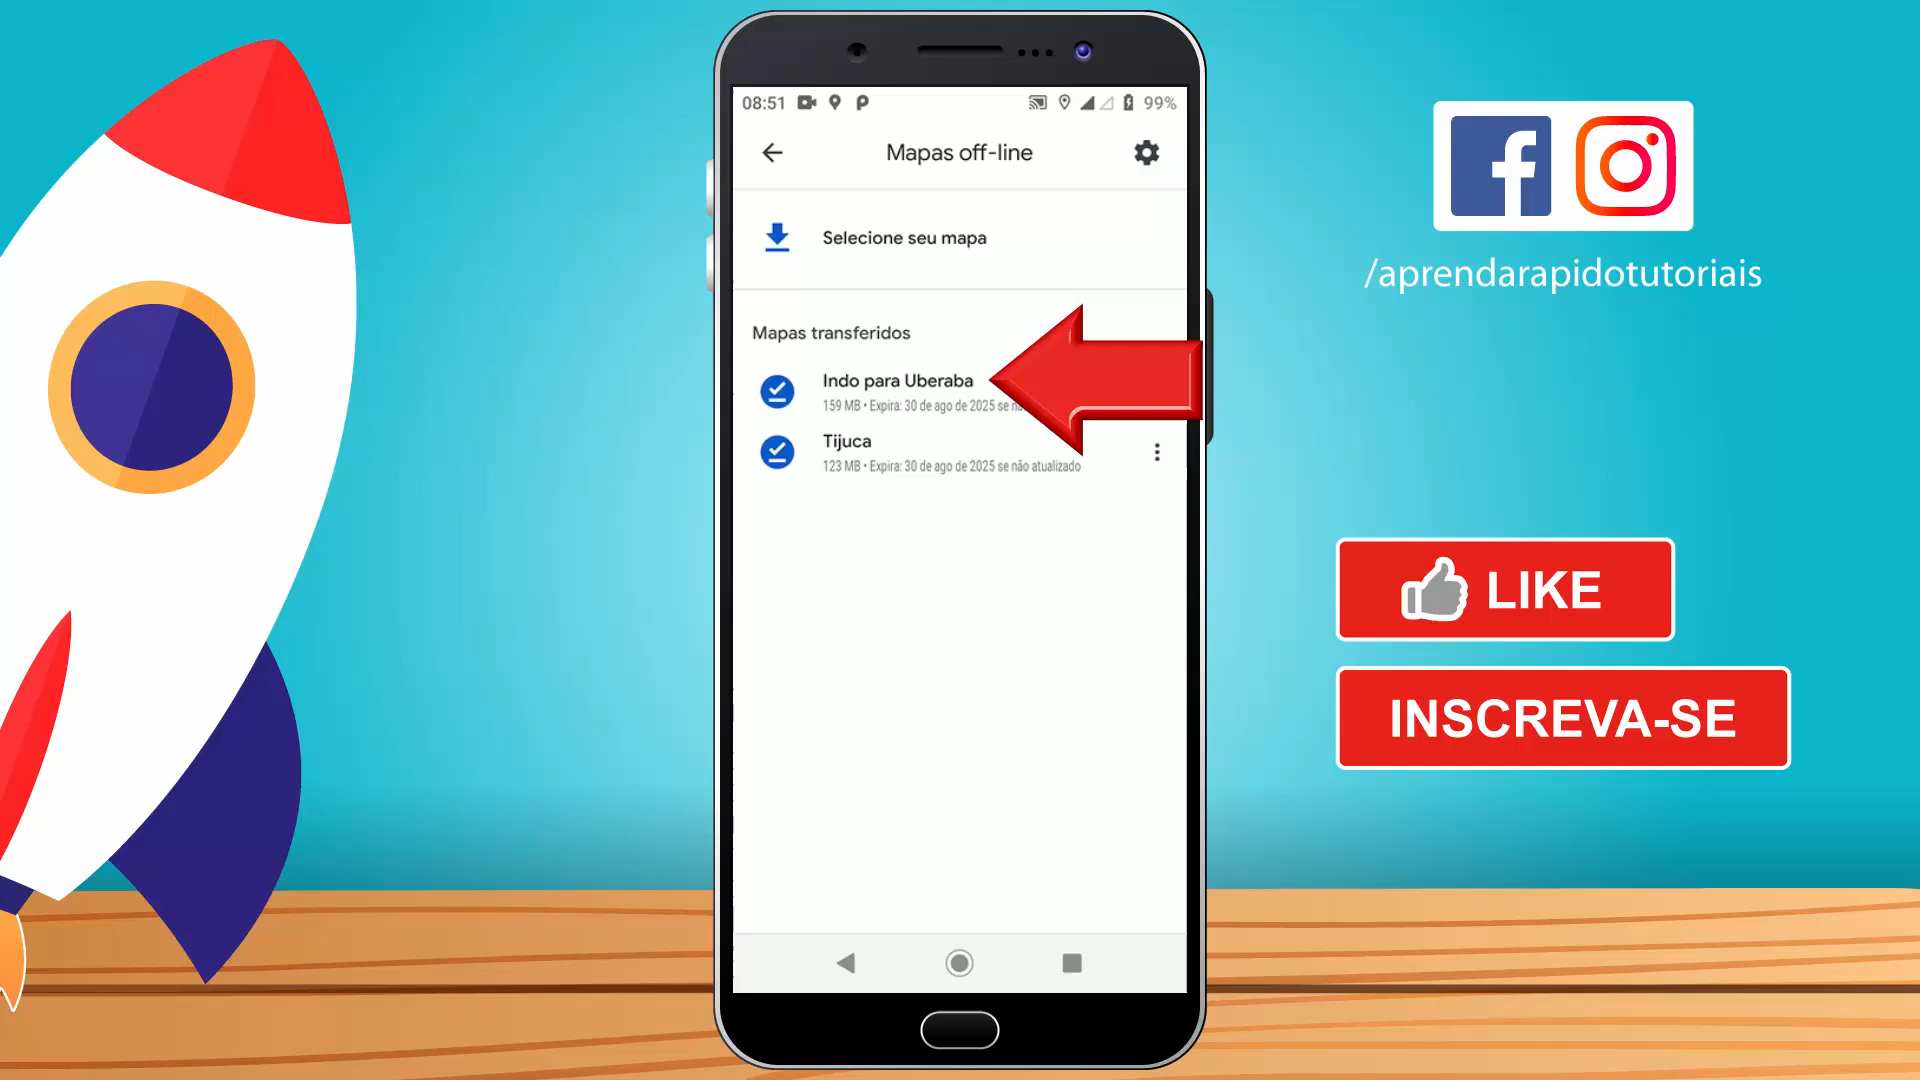 08:51
99%
Mapas off-line
Selecione seu mapa
Mapas transferidos
Indo para Uberaba
159 MB • Expira: 30 de ago de 2025 se
Tijuca
123 MB • Expira: 30 de ago de 2025 se não atualizado
/aprendarapidotutoriais
LIKE
INSCREVA-SE